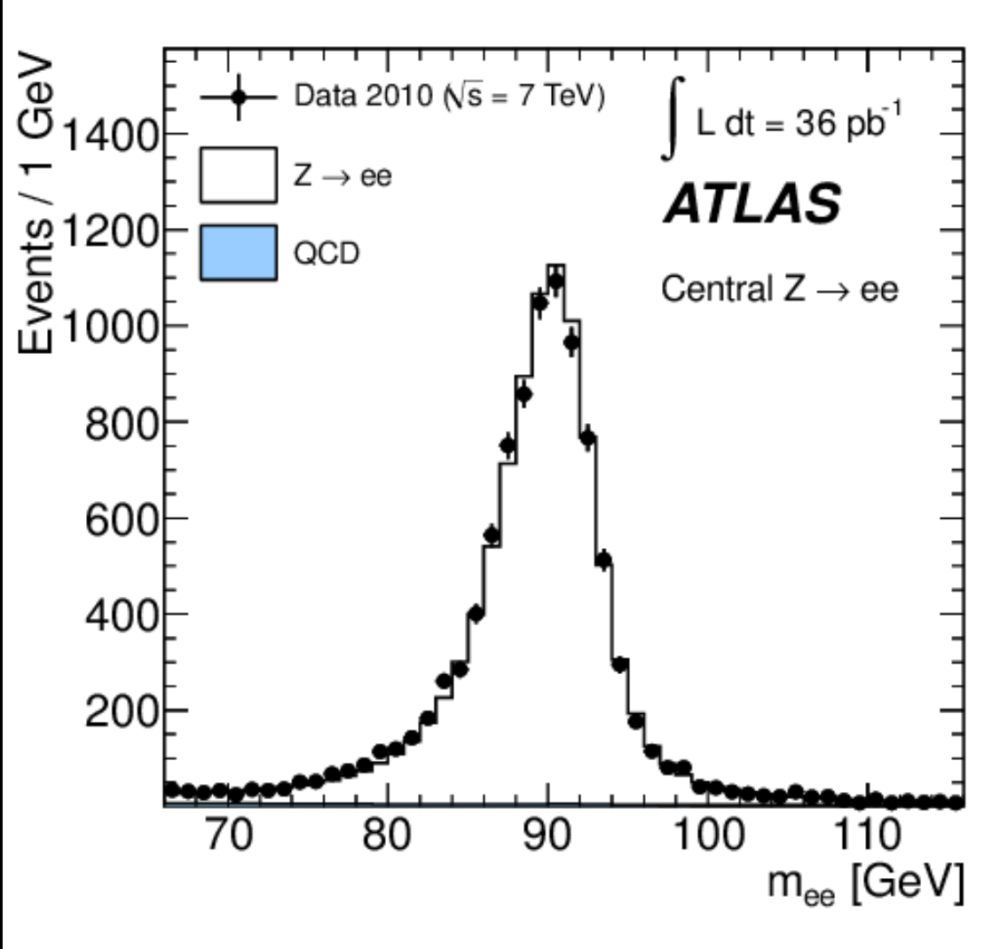 Events / 1 GeV
1400
1200
1000
800
600
400
200
Data 2010 (√s = 7 TeV)
Z → ee
QCD
∫ L dt = 36 pb⁻¹
ATLAS
Central Z → ee
70 80 90 100 110
mₑₑ [GeV]